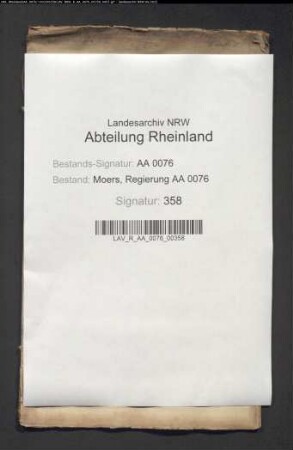 Landesarchiv NRW
Abteilung Rheinland
Bestands-Signatur: AA 0076
Bestand: Moers, Regierung AA 0076
Signatur: 358
LAV_R_AA_0076_00358